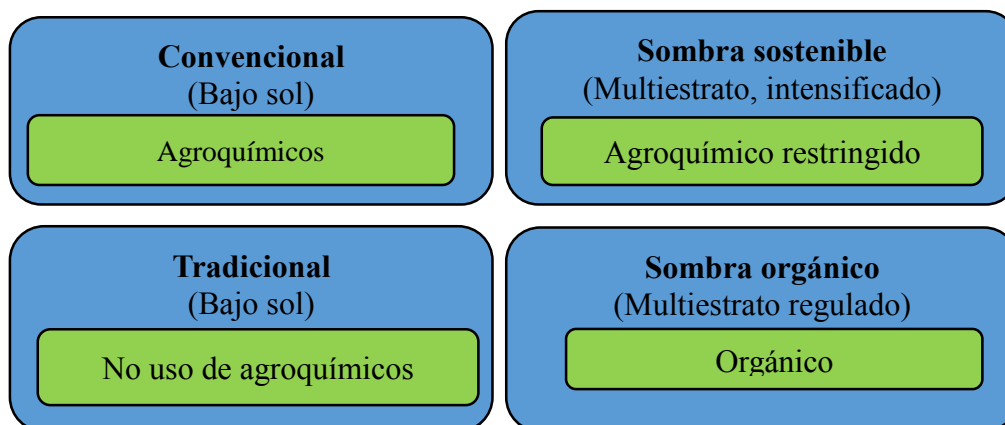 Convencional
(Bajo sol)
Agroquímicos
Sombra sostenible
(Multiestrato, intensificado)
Agroquímico restringido
Tradicional
(Bajo sol)
No uso de agroquímicos
Sombra orgánico
(Multiestrato regulado)
Orgánico